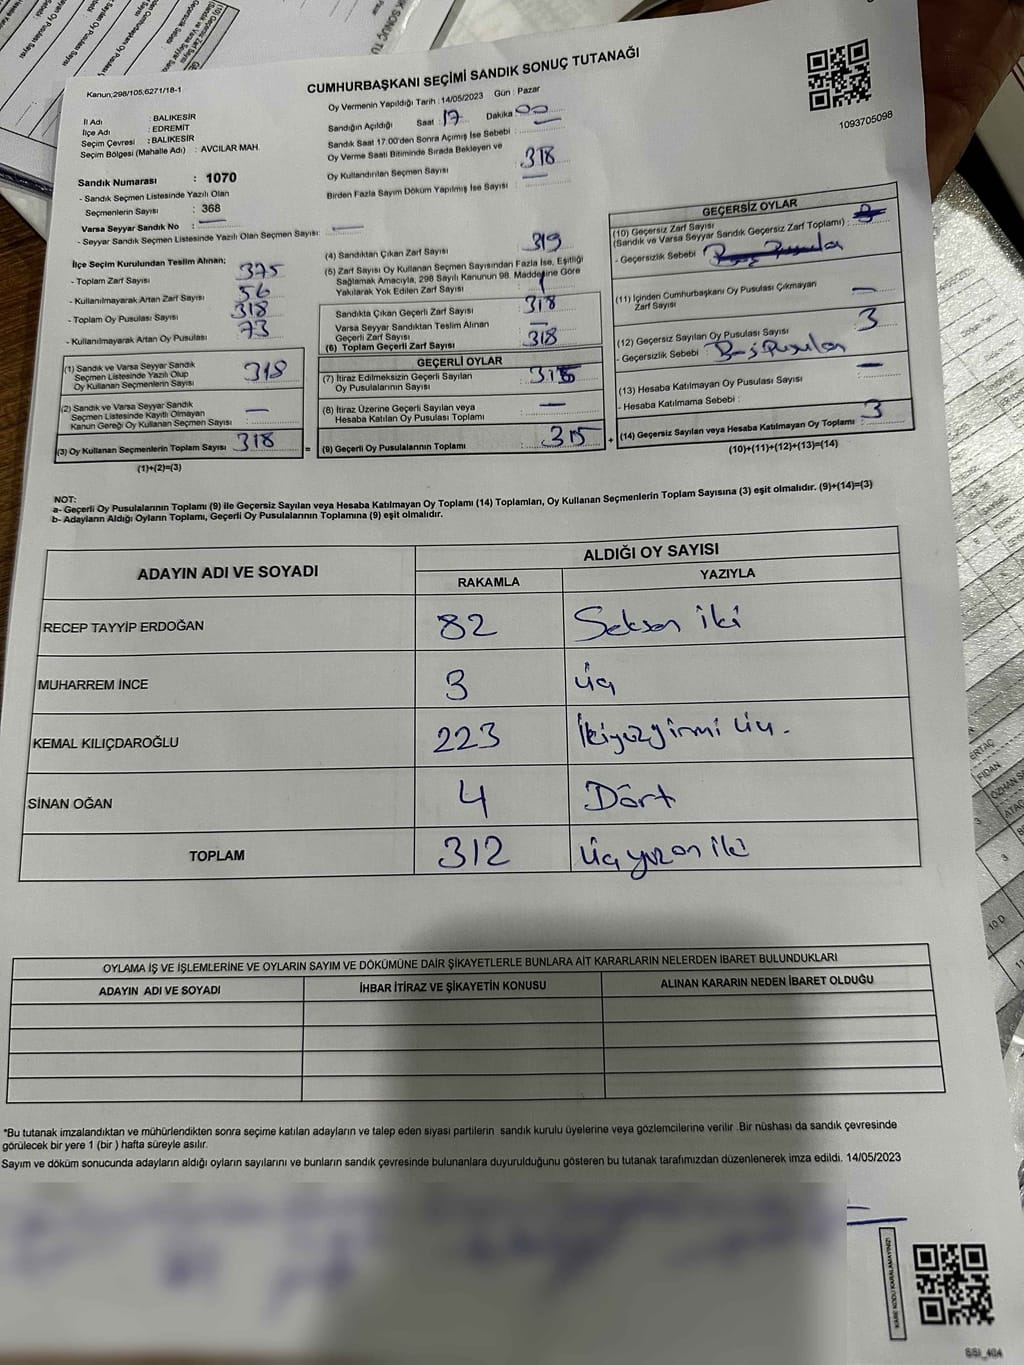 Kanun;298/105,6271/18-1
CUMHURBAŞKANI SEÇİMİ SANDIK SONUÇ TUTANAĞI
1093705098
İl Adı : BALIKESİR
İlçe Adı : EDREMİT
Seçim Çevresi : BALIKESİR
Seçim Bölgesi (Mahalle Adı) : AVCILAR MAH.
Sandık Numarası : 1070
- Sandık Seçmen Listesinde Yazılı Olan
Seçmenlerin Sayısı : 368
Varsa Seyyar Sandık No : —
- Seyyar Sandık Seçmen Listesinde Yazılı Olan Seçmen Sayısı: —
Oy Vermenin Yapıldığı Tarih : 14/05/2023 Gün : Pazar
Sandığın Açıldığı Saat : 17 Dakika 00
Sandık Saat 17:00'den Sonra Açımış İse Sebebi : —
Oy Verme Saati Bitiminde Sırada Bekleyen ve
Oy Kullandırılan Seçmen Sayısı : 318
Birden Fazla Sayım Döküm Yapılmış İse Sayısı : —
İlçe Seçim Kurulundan Teslim Alınan;
- Toplam Zarf Sayısı : 375
- Kullanılmayarak Artan Zarf Sayısı : 56
- Toplam Oy Pusulası Sayısı : 318
- Kullanılmayarak Artan Oy Pusulası : 73
(1) Sandık ve Varsa Seyyar Sandık
Seçmen Listesinde Yazılı Olup
Oy Kullanan Seçmenlerin Sayısı : 318
(2) Sandık ve Varsa Seyyar Sandık
Seçmen Listesinde Kayıtlı Olmayan
Kanun Gereği Oy Kullanan Seçmen Sayısı : —
(3) Oy Kullanan Seçmenlerin Toplam Sayısı : 318
(1)+(2)=(3)
(4) Sandıktan Çıkan Zarf Sayısı : 319
(5) Zarf Sayısı Oy Kullanan Seçmen Sayısından Fazla İse, Eşitliği
Sağlamak Amacıyla, 298 Sayılı Kanunun 98. Maddesine Göre
Yakılarak Yok Edilen Zarf Sayısı : 1
Sandıkta Çıkan Geçerli Zarf Sayısı : 318
Varsa Seyyar Sandıktan Teslim Alınan
Geçerli Zarf Sayısı : —
(6) Toplam Geçerli Zarf Sayısı : 318
GEÇERLİ OYLAR
(7) İtiraz Edilmeksizin Geçerli Sayılan
Oy Pusulalarının Sayısı : 315
(8) İtiraz Üzerine Geçerli Sayılan veya
Hesaba Katılan Oy Pusulası Toplamı : —
(9) Geçerli Oy Pusulalarının Toplamı : 315
=
+
GEÇERSİZ OYLAR
(10) Geçersiz Zarf Sayısı
(Sandık ve Varsa Seyyar Sandık Geçersiz Zarf Toplamı) : 3
- Geçersizlik Sebebi : Boş Pusulan
(11) İçinden Cumhurbaşkanı Oy Pusulası Çıkmayan
Zarf Sayısı : —
(12) Geçersiz Sayılan Oy Pusulası Sayısı : 3
- Geçersizlik Sebebi : Boş Pusulan
(13) Hesaba Katılmayan Oy Pusulası Sayısı : —
- Hesaba Katılmama Sebebi :
(14) Geçersiz Sayılan veya Hesaba Katılmayan Oy Toplamı : 3
(10)+(11)+(12)+(13)=(14)
NOT:
a- Geçerli Oy Pusulalarının Toplamı (9) ile Geçersiz Sayılan veya Hesaba Katılmayan Oy Toplamı (14) Toplamları, Oy Kullanan Seçmenlerin Toplam Sayısına (3) eşit olmalıdır. (9)+(14)=(3)
b- Adayların Aldığı Oyların Toplamı, Geçerli Oy Pusulalarının Toplamına (9) eşit olmalıdır.
ADAYIN ADI VE SOYADI ALDIĞI OY SAYISI
RAKAMLA YAZIYLA
RECEP TAYYİP ERDOĞAN 82 Seksen iki
MUHARREM İNCE 3 üç
KEMAL KILIÇDAROĞLU 223 İkiyüzyirmi üç.
SİNAN OĞAN 4 Dört
TOPLAM 312 üçyüzon iki
OYLAMA İŞ VE İŞLEMLERİNE VE OYLARIN SAYIM VE DÖKÜMÜNE DAİR ŞİKAYETLERLE BUNLARA AİT KARARLARIN NELERDEN İBARET BULUNDUKLARI
ADAYIN ADI VE SOYADI İHBAR İTİRAZ VE ŞİKAYETİN KONUSU ALINAN KARARIN NEDEN İBARET OLDUĞU
*Bu tutanak imzalandıktan ve mühürlendikten sonra seçime katılan adayların ve talep eden siyasi partilerin sandık kurulu üyelerine veya gözlemcilerine verilir .Bir nüshası da sandık çevresinde
görülecek bir yere 1 (bir ) hafta süreyle asılır.
Sayım ve döküm sonucunda adayların aldığı oyların sayılarını ve bunların sandık çevresinde bulunanlara duyurulduğunu gösteren bu tutanak tarafımızdan düzenlenerek imza edildi. 14/05/2023
KARE KODU KARALAMAYINIZ!
SSI_404